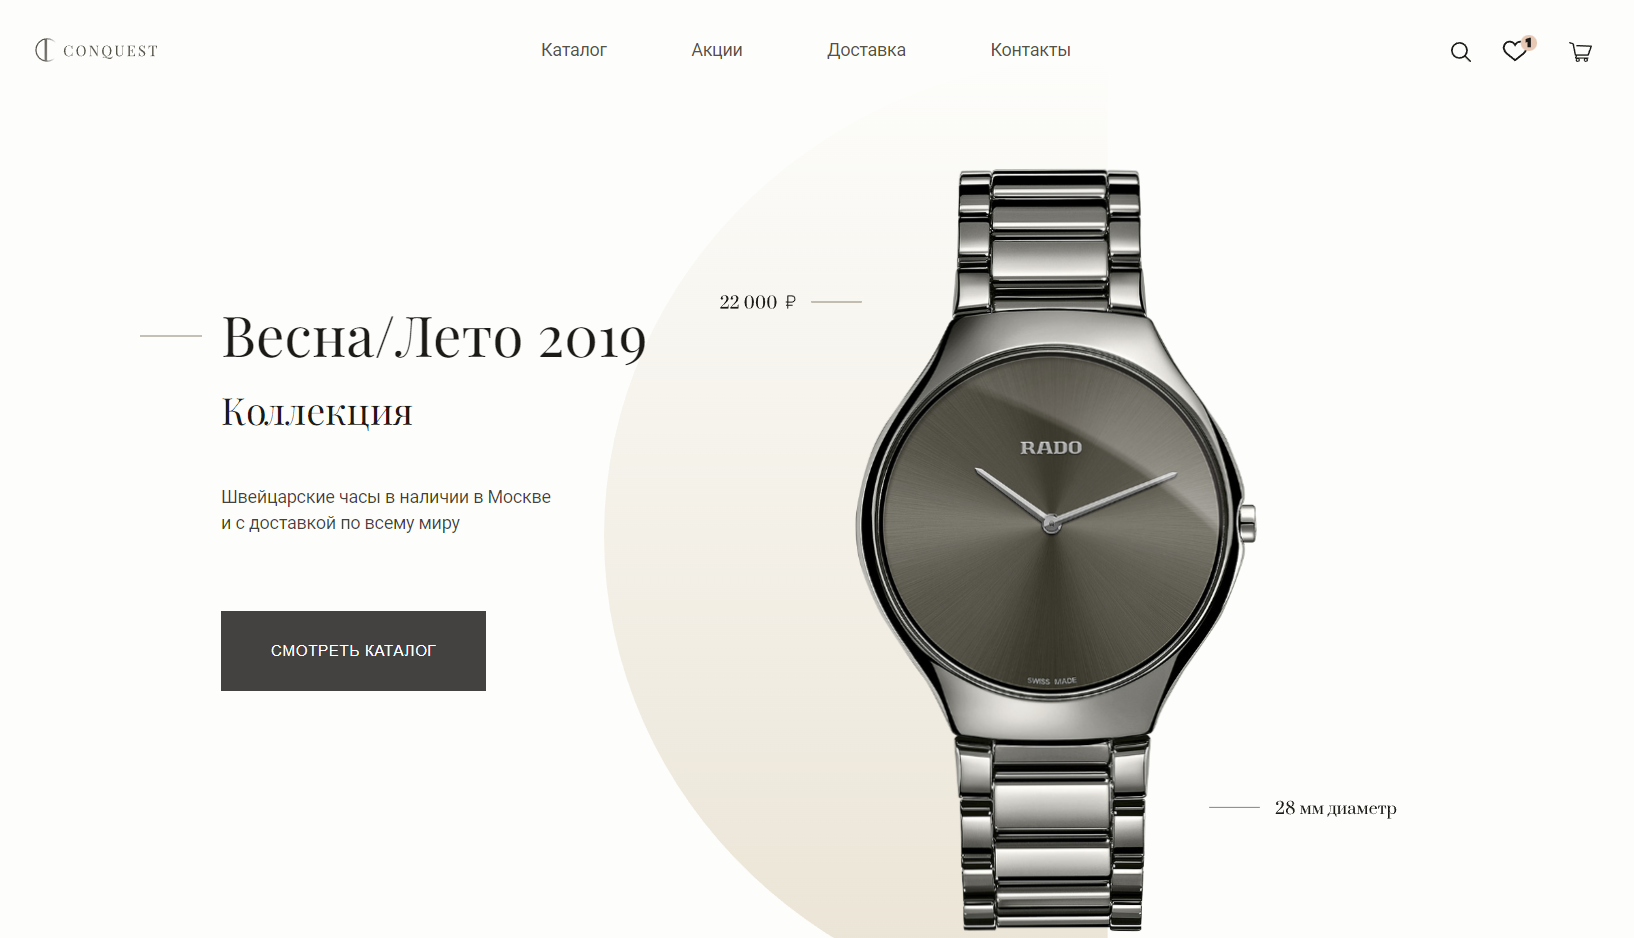 CONQUEST
Каталог
Акции
Доставка
Контакты
1
22 000 ₽
Весна/Лето 2019
Коллекция
Швейцарские часы в наличии в Москве
и с доставкой по всему миру
СМОТРЕТЬ КАТАЛОГ
RADO
SWISS MADE
28 мм диаметр